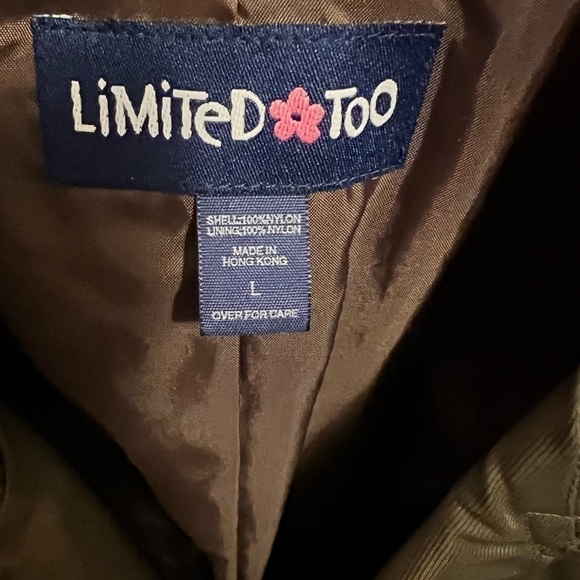 LiMiTeD TOO
SHELL:100%NYLON
LINING:100% NYLON
MADE IN
HONG KONG
L
OVER FOR CARE